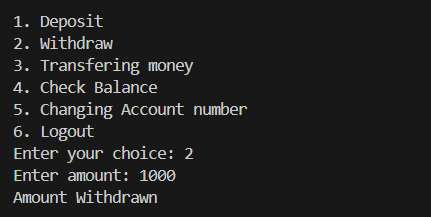 1. Deposit
2. Withdraw
3. Transfering money
4. Check Balance
5. Changing Account number
6. Logout
Enter your choice: 2
Enter amount: 1000
Amount Withdrawn